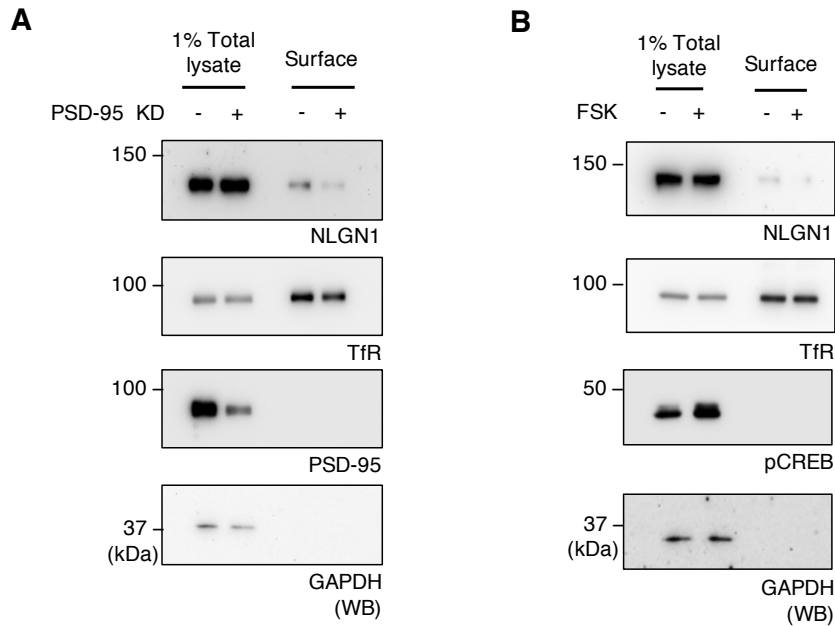 A
1% Total
lysate
Surface
PSD-95 KD - + - +
150
NLGN1
100
TfR
100
PSD-95
37
(kDa)
GAPDH
(WB)
B
1% Total
lysate
Surface
FSK - + - +
150
NLGN1
100
TfR
50
pCREB
37
(kDa)
GAPDH
(WB)